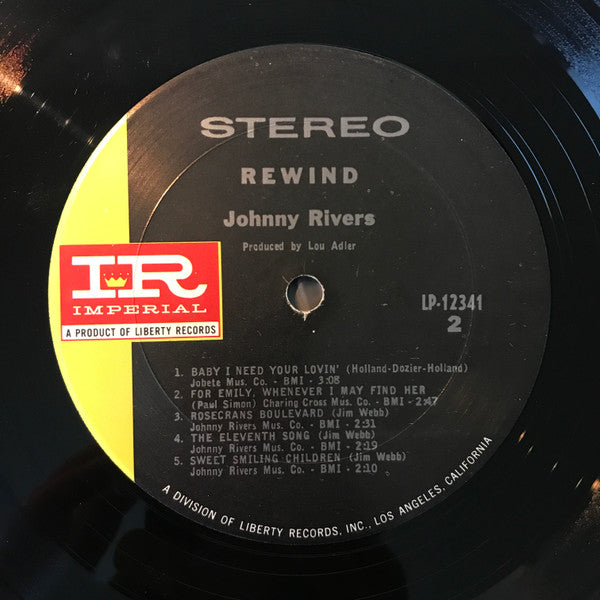 STEREO
REWIND
Johnny Rivers
Produced by Lou Adler
IR
IMPERIAL
A PRODUCT OF LIBERTY RECORDS
LP-12341
2
1. BABY I NEED YOUR LOVIN' (Holland-Dozier-Holland)
Jobete Mus. Co. - BMI - 3:08
2. FOR EMILY, WHENEVER I MAY FIND HER
(Paul Simon) Charing Cross Mus. Co. - BMI - 2:47
3. ROSECRANS BOULEVARD (Jim Webb)
Johnny Rivers Mus. Co. - BMI - 2:31
4. THE ELEVENTH SONG (Jim Webb)
Johnny Rivers Mus. Co. - BMI - 2:19
5. SWEET SMILING CHILDREN (Jim Webb)
Johnny Rivers Mus. Co. - BMI - 2:10
A DIVISION OF LIBERTY RECORDS, INC., LOS ANGELES, CALIFORNIA